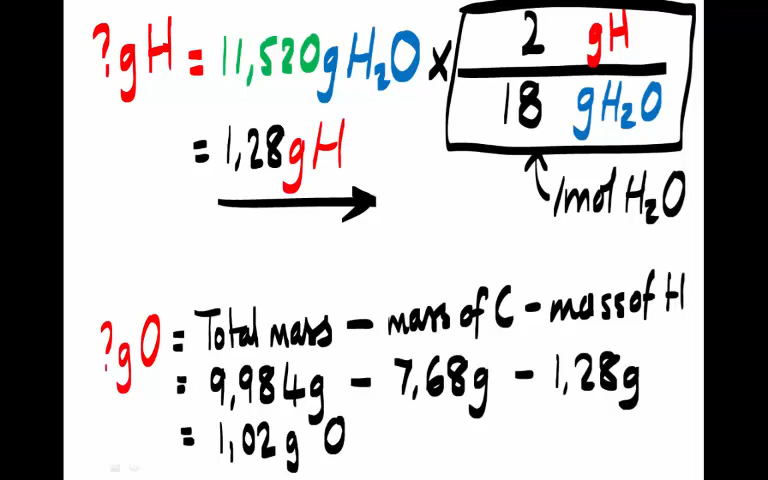 ?gH = 11,520gH₂O × 2 gH / 18 gH₂O
= 1,28gH
/mol H₂O
?gO = Total mass - mass of C - mass of H
= 9,984g - 7,68g - 1,28g
= 1,02g O